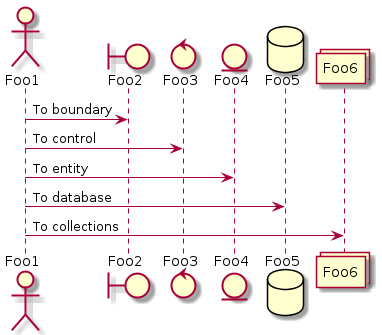 Foo1 Foo2 Foo3 Foo4 Foo5 Foo6
To boundary
To control
To entity
To database
To collections
Foo1 Foo2 Foo3 Foo4 Foo5 Foo6